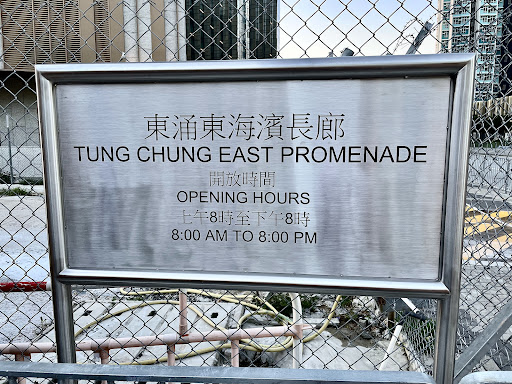 東涌東海濱長廊
TUNG CHUNG EAST PROMENADE
開放時間
OPENING HOURS
上午8時至下午8時
8:00 AM TO 8:00 PM